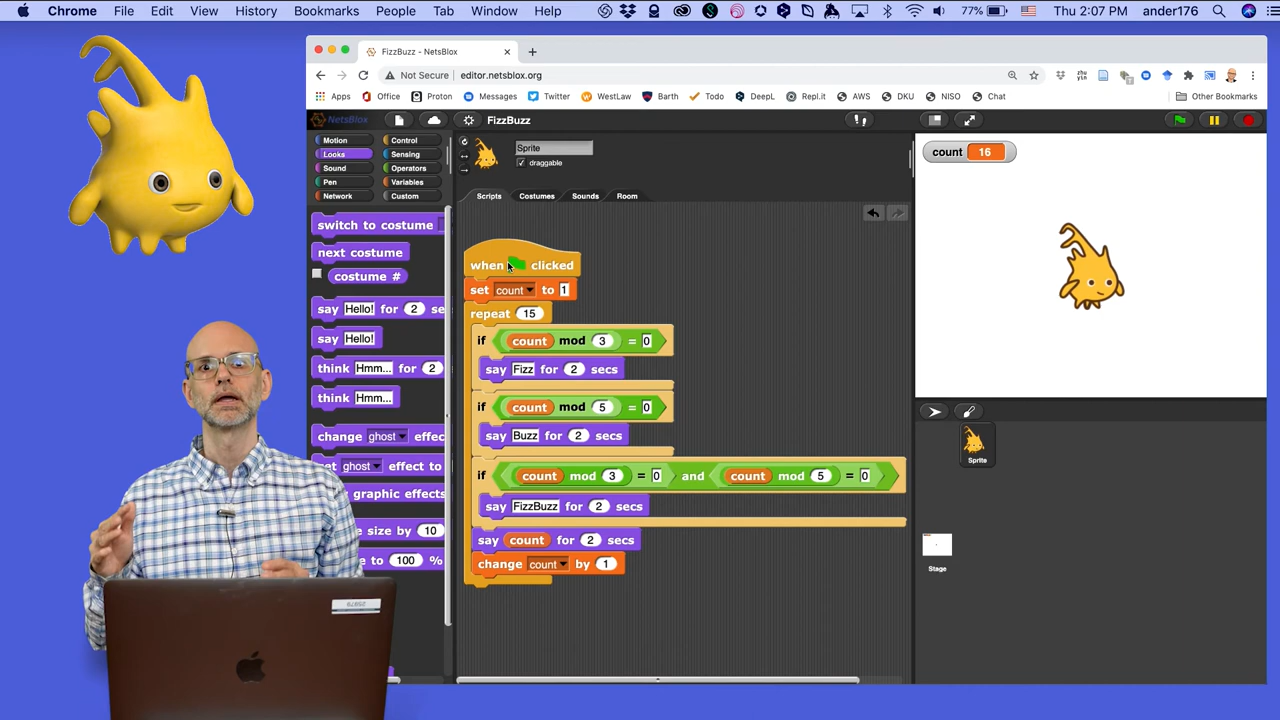 Chrome File Edit View History Bookmarks People Tab Window Help 77% Thu 2:07 PM ander176
FizzBuzz - NetsBlox
Not Secure editor.netsblox.org
Apps Office Proton Messages Twitter WestLaw Barth Todo DeepL Repl.it AWS DKU NISO Chat Other Bookmarks
NetsBlox FizzBuzz
Motion Control
Looks Sensing
Sound Operators
Pen Variables
Network Custom
switch to costume
next costume
costume #
say Hello! for 2 se
say Hello!
think Hmm... for 2
think Hmm...
change ghost effec
et ghost effect to
graphic effects
e size by 10
e to 100 %
Sprite
draggable
Scripts Costumes Sounds Room
when clicked
set count to 1
repeat 15
if count mod 3 = 0
say Fizz for 2 secs
if count mod 5 = 0
say Buzz for 2 secs
if count mod 3 = 0 and count mod 5 = 0
say FizzBuzz for 2 secs
say count for 2 secs
change count by 1
count 16
Sprite
Stage
25979